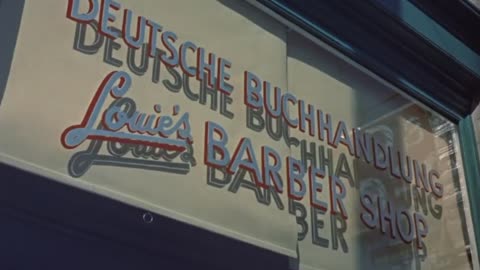 DEUTSCHE BUCHHANDLUNG
Louie's BARBER SHOP